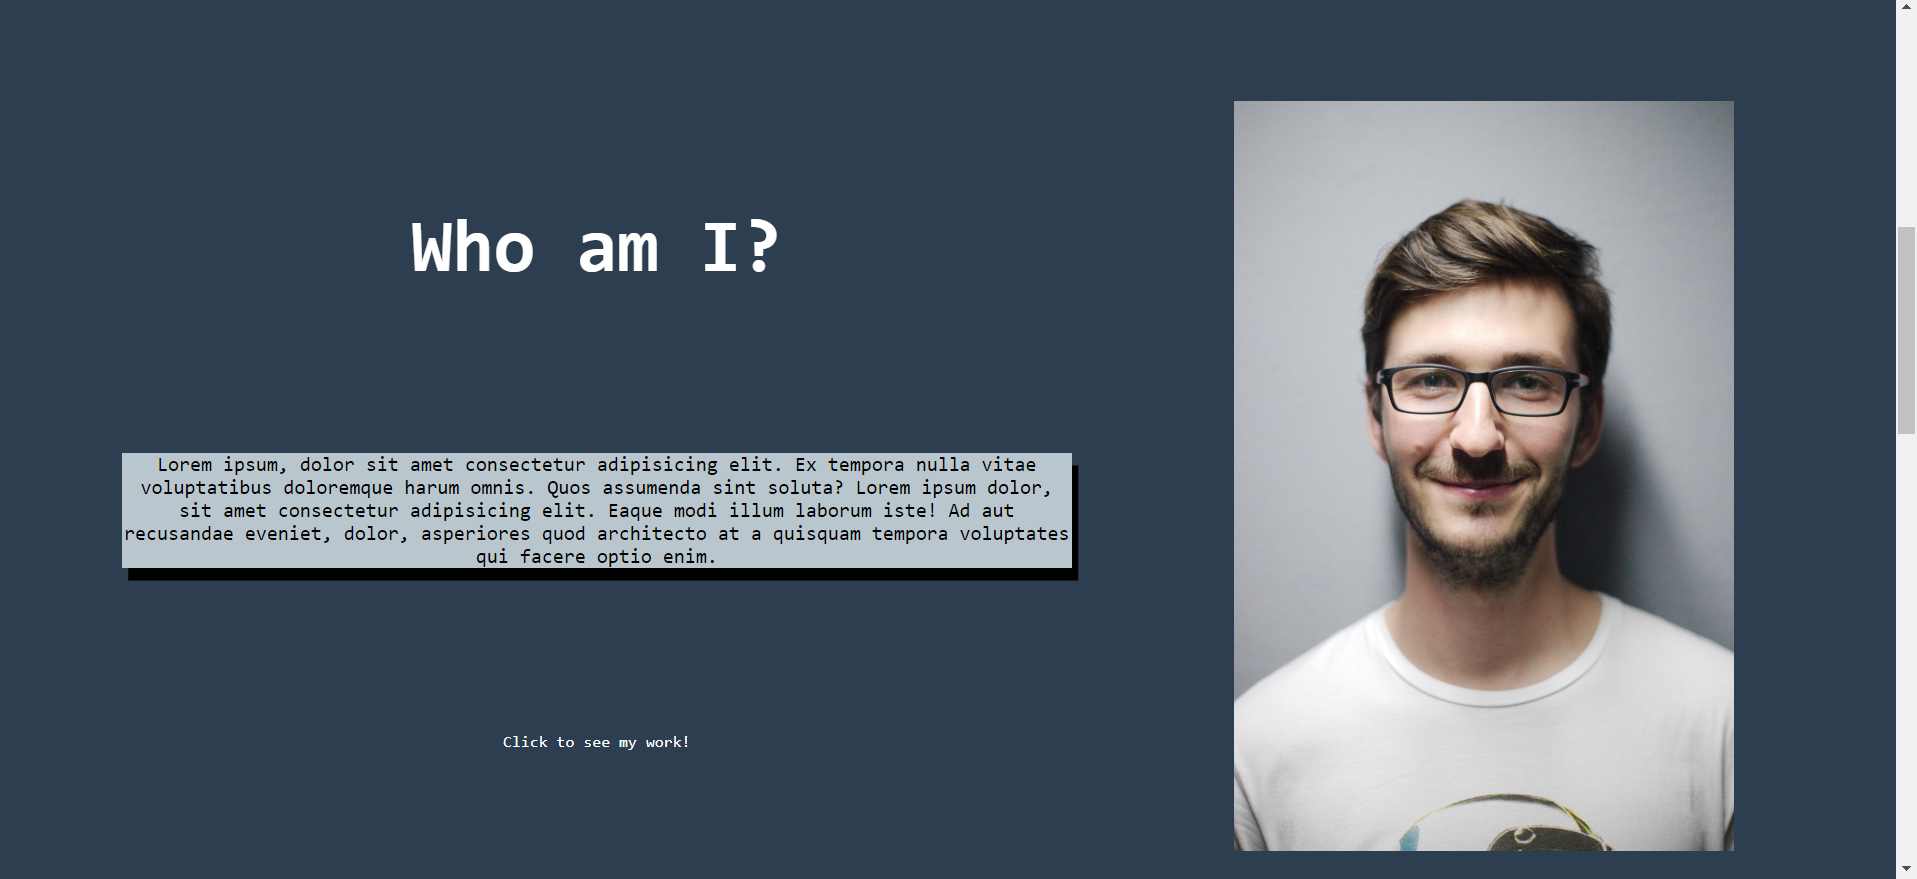 Who am I?
Lorem ipsum, dolor sit amet consectetur adipisicing elit. Ex tempora nulla vitae
voluptatibus doloremque harum omnis. Quos assumenda sint soluta? Lorem ipsum dolor,
sit amet consectetur adipisicing elit. Eaque modi illum laborum iste! Ad aut
recusandae eveniet, dolor, asperiores quod architecto at a quisquam tempora voluptates
qui facere optio enim.
Click to see my work!